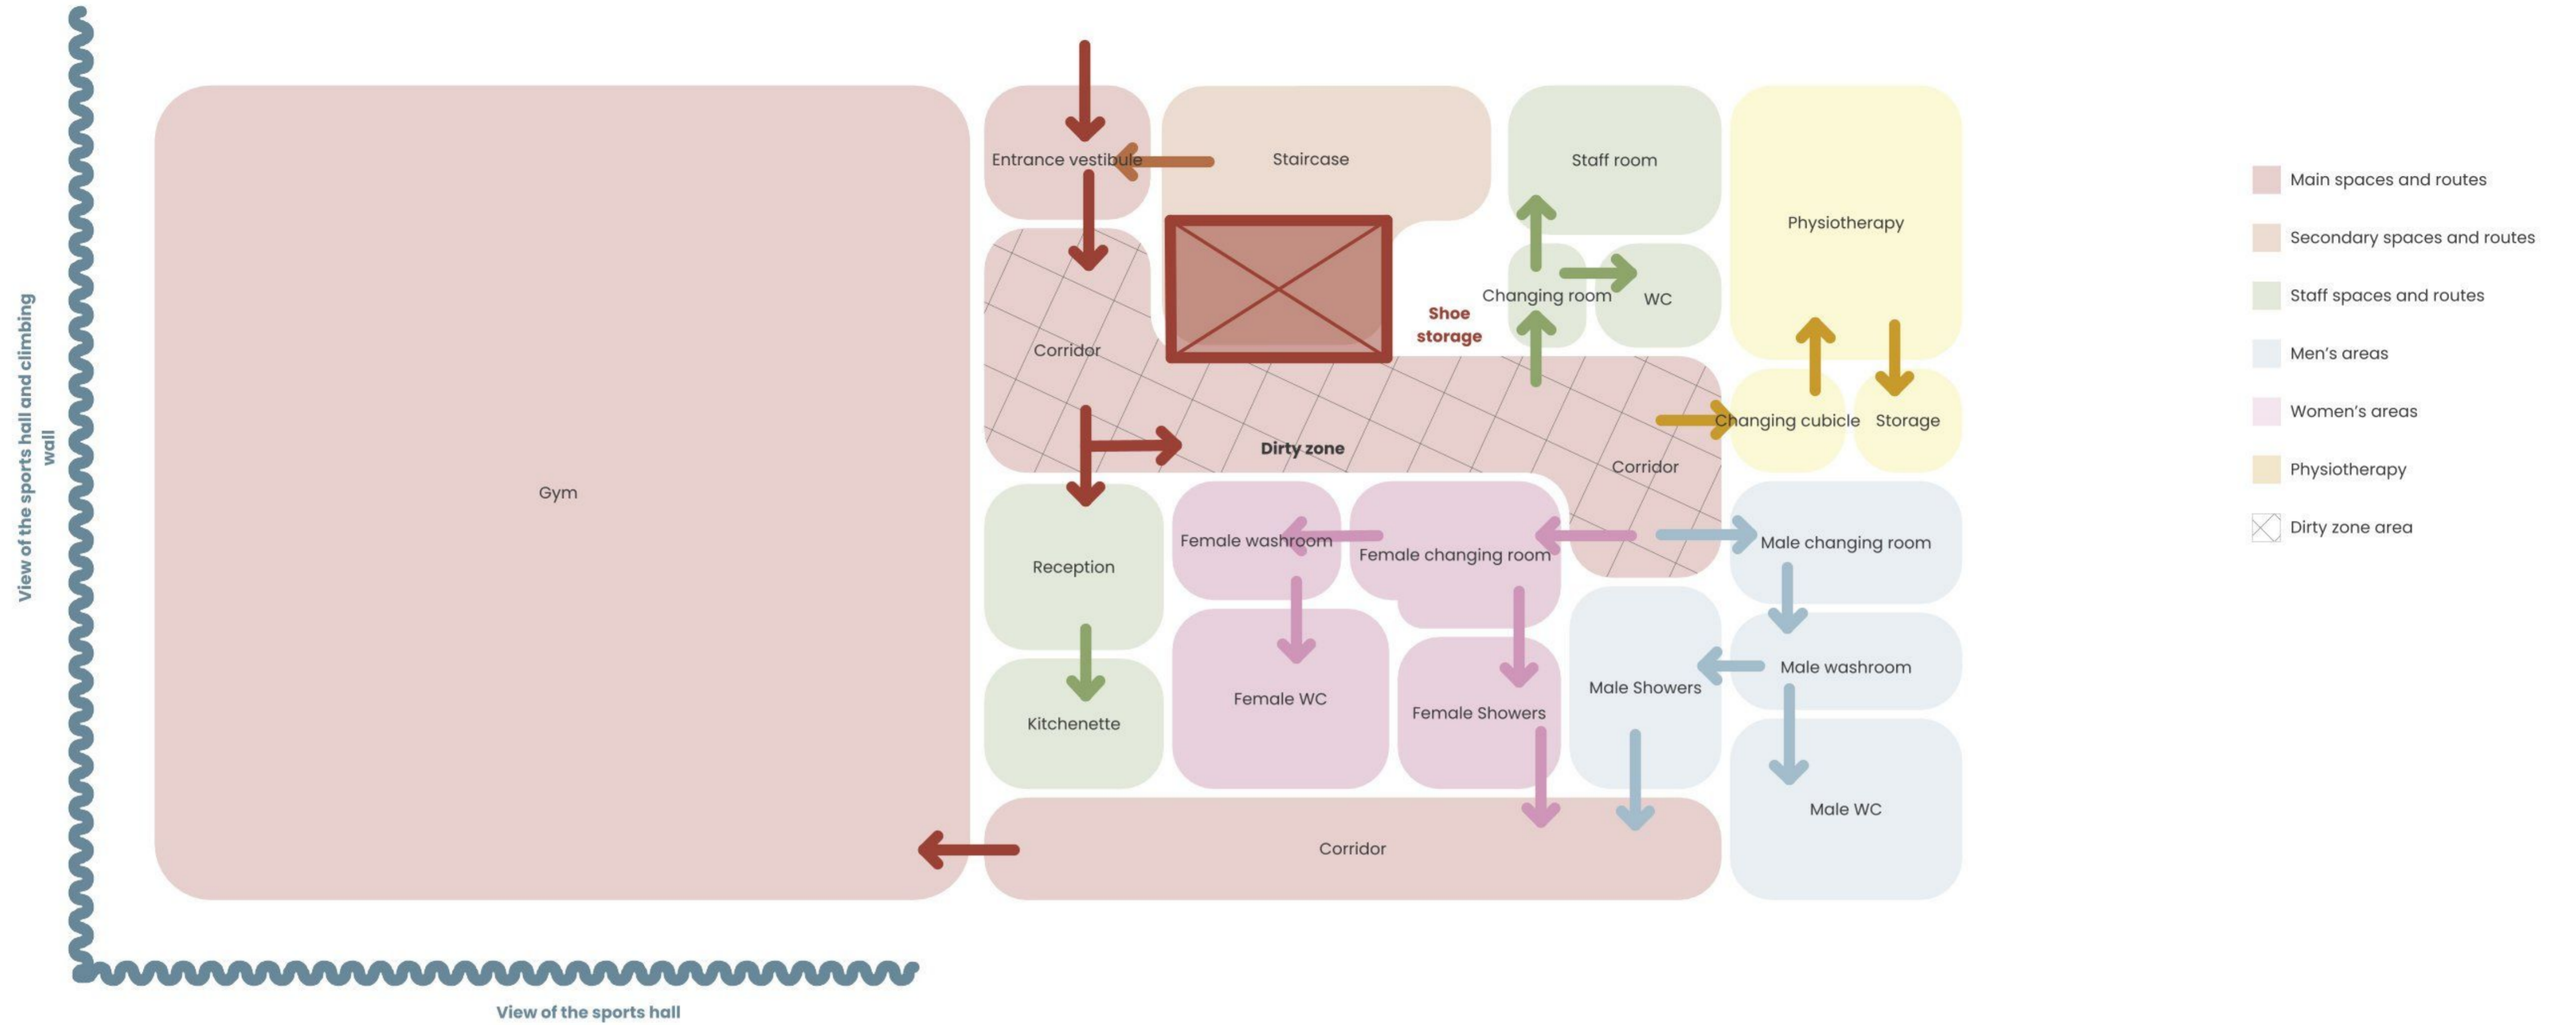 View of the sports hall and climbing
wall
Entrance vestibule
Staircase
Staff room
Physiotherapy
Changing room
WC
Shoe
storage
Corridor
Dirty zone
Corridor
Changing cubicle
Storage
Gym
Reception
Female washroom
Female changing room
Male changing room
Kitchenette
Female WC
Female Showers
Male Showers
Male washroom
Male WC
Corridor
View of the sports hall
Main spaces and routes
Secondary spaces and routes
Staff spaces and routes
Men’s areas
Women’s areas
Physiotherapy
Dirty zone area